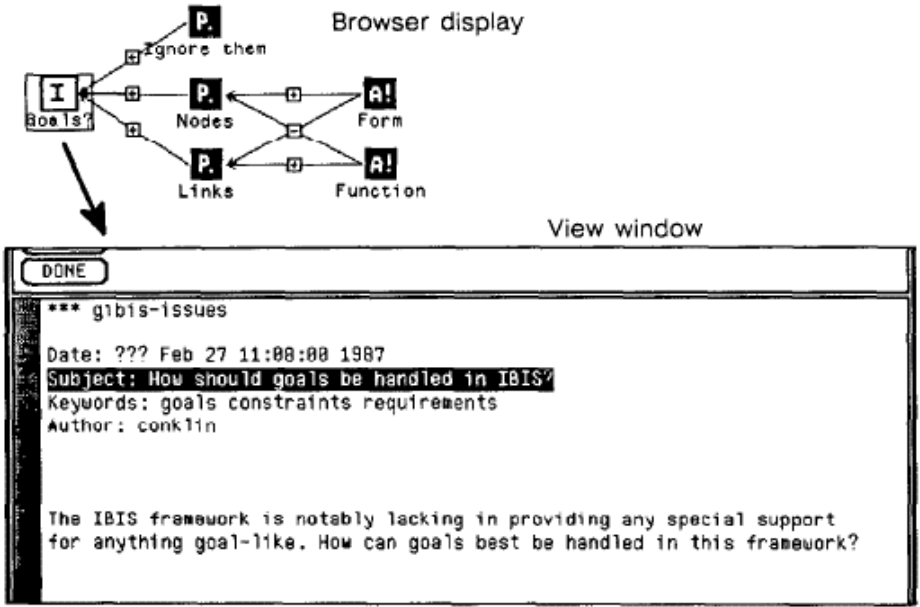 P.
Browser display
Ignore them
I
Goals?
P.
Nodes
A!
Form
P.
Links
A!
Function
View window
DONE
*** gibis-issues
Date: ??? Feb 27 11:08:00 1987
Subject: How should goals be handled in IBIS?
Keywords: goals constraints requirements
Author: conklin
The IBIS framework is notably lacking in providing any special support
for anything goal-like. How can goals best be handled in this framework?